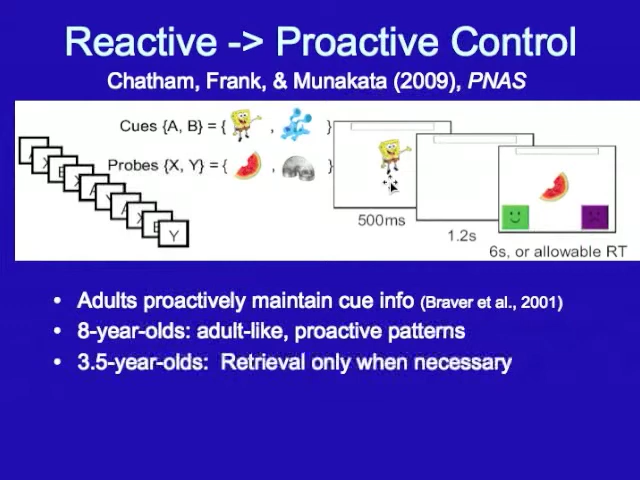 Reactive -> Proactive Control
Chatham, Frank, & Munakata (2009), PNAS
Cues {A, B} = { , }
Probes {X, Y} = { , }
A
X
B
X
A
Y
A
X
B
Y
500ms
1.2s
6s, or allowable RT
• Adults proactively maintain cue info (Braver et al., 2001)
• 8-year-olds: adult-like, proactive patterns
• 3.5-year-olds: Retrieval only when necessary